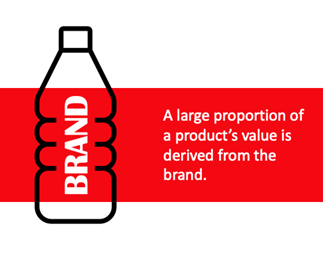 BRAND
A large proportion of
a product’s value is
derived from the
brand.